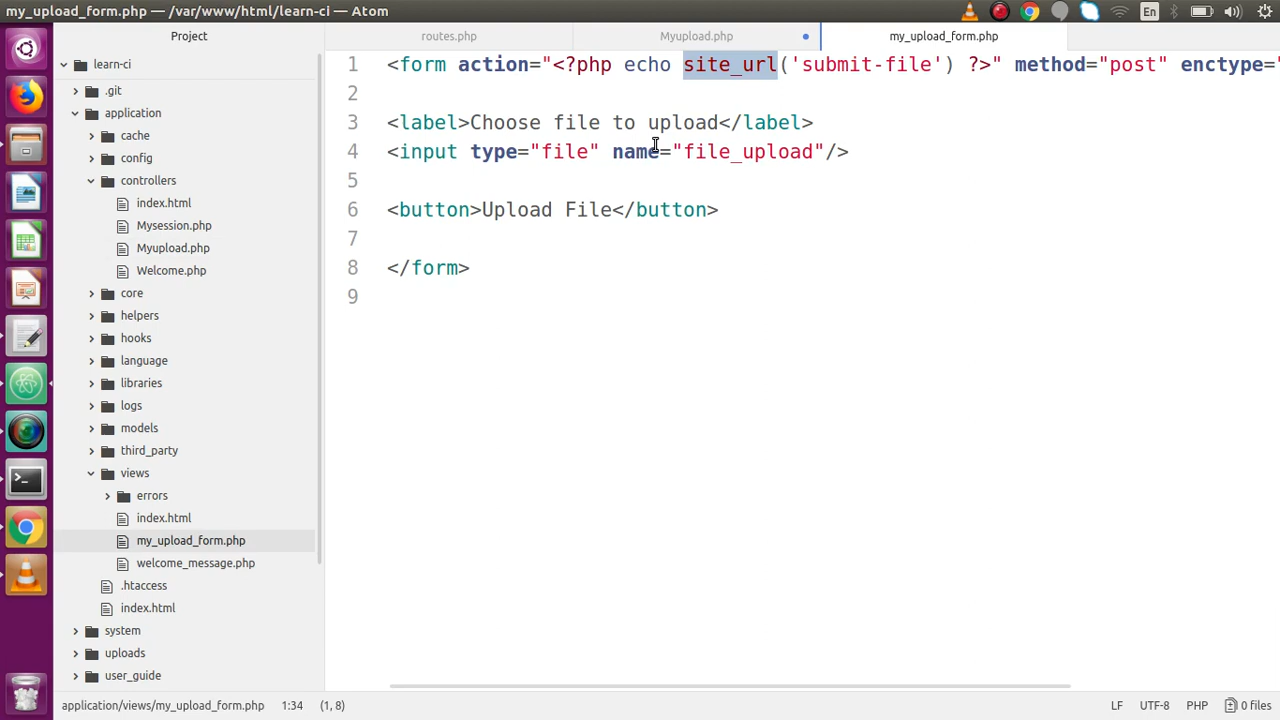 my_upload_form.php — /var/www/html/learn-ci — Atom
En
Project
routes.php
Myupload.php
my_upload_form.php
learn-ci
.git
application
cache
config
controllers
index.html
Mysession.php
Myupload.php
Welcome.php
core
helpers
hooks
language
libraries
logs
models
third_party
views
errors
index.html
my_upload_form.php
welcome_message.php
.htaccess
index.html
system
uploads
user_guide
1 <form action="<?php echo site_url('submit-file') ?>" method="post" enctype="
2
3 <label>Choose file to upload</label>
4 <input type="file" name="file_upload"/>
5
6 <button>Upload File</button>
7
8 </form>
9
application/views/my_upload_form.php 1:34 (1, 8) LF UTF-8 PHP 0 files